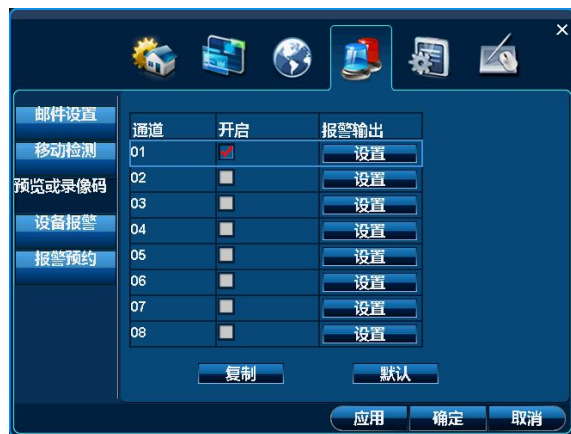 ×
邮件设置
移动检测
预览或录像码
设备报警
报警预约
通道 开启 报警输出
01 设置
02 设置
03 设置
04 设置
05 设置
06 设置
07 设置
08 设置
复制 默认
应用 确定 取消